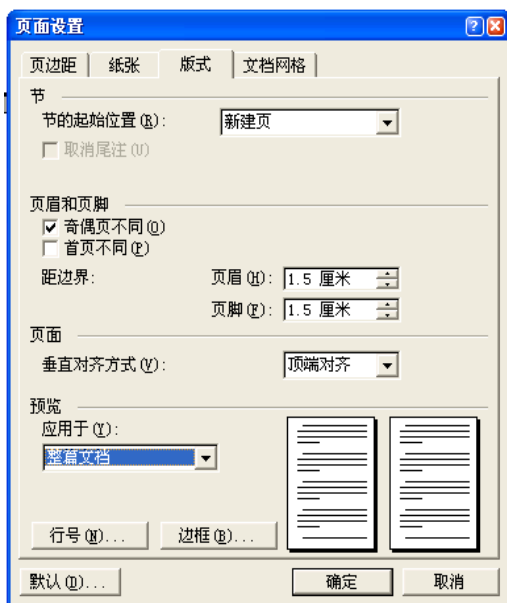 页面设置
页边距 纸张 版式 文档网格
节
节的起始位置(R): 新建页
取消尾注(U)
页眉和页脚
奇偶页不同(O)
首页不同(P)
距边界: 页眉(H): 1.5 厘米
页脚(F): 1.5 厘米
页面
垂直对齐方式(V): 顶端对齐
预览
应用于(Y):
整篇文档
行号(N)... 边框(B)...
默认(D)... 确定 取消